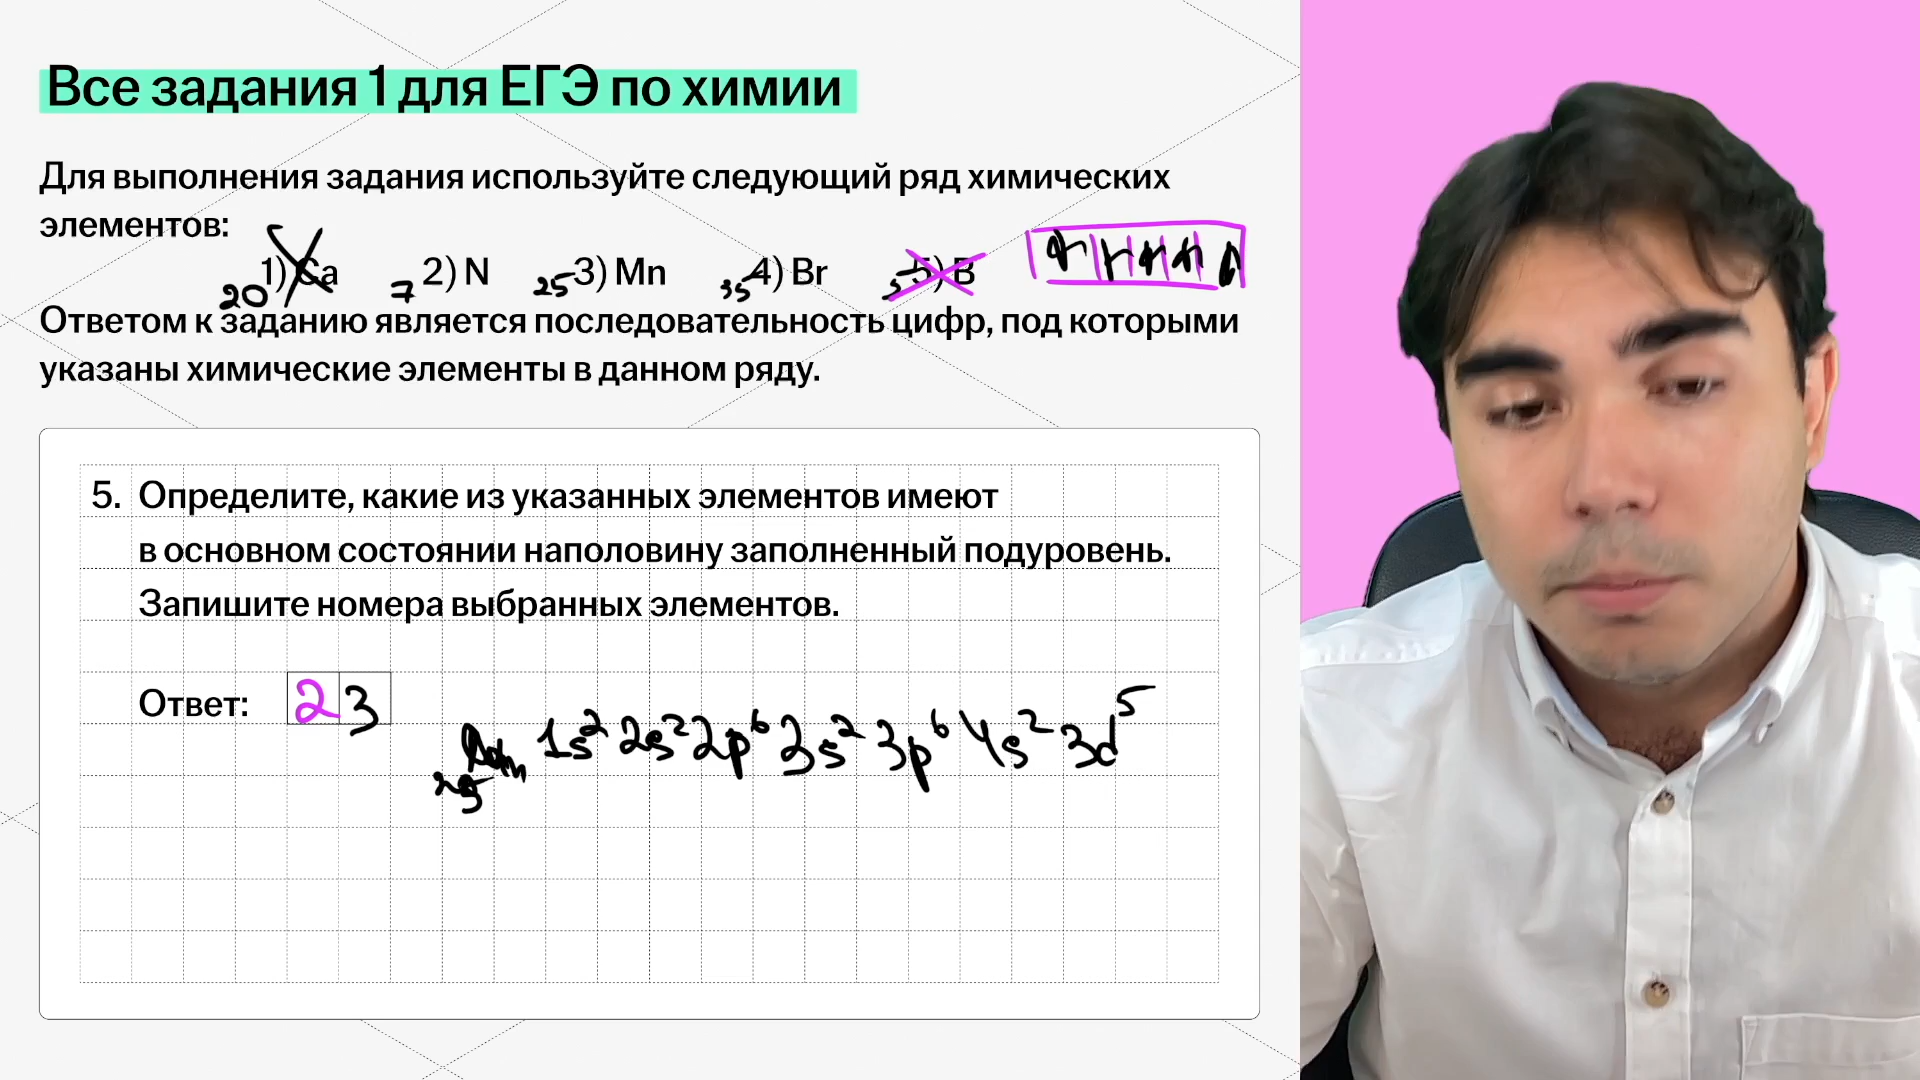 Все задания 1 для ЕГЭ по химии
Для выполнения задания используйте следующий ряд химических
элементов:
1) Ca 2) N 3) Mn 4) Br 5) B
20 7 25 35 5
Ответом к заданию является последовательность цифр, под которыми
указаны химические элементы в данном ряду.
5. Определите, какие из указанных элементов имеют
в основном состоянии наполовину заполненный подуровень.
Запишите номера выбранных элементов.
Ответ: 23
25 Mn 1s² 2s² 2p⁶ 3s² 3p⁶ 4s² 3d⁵